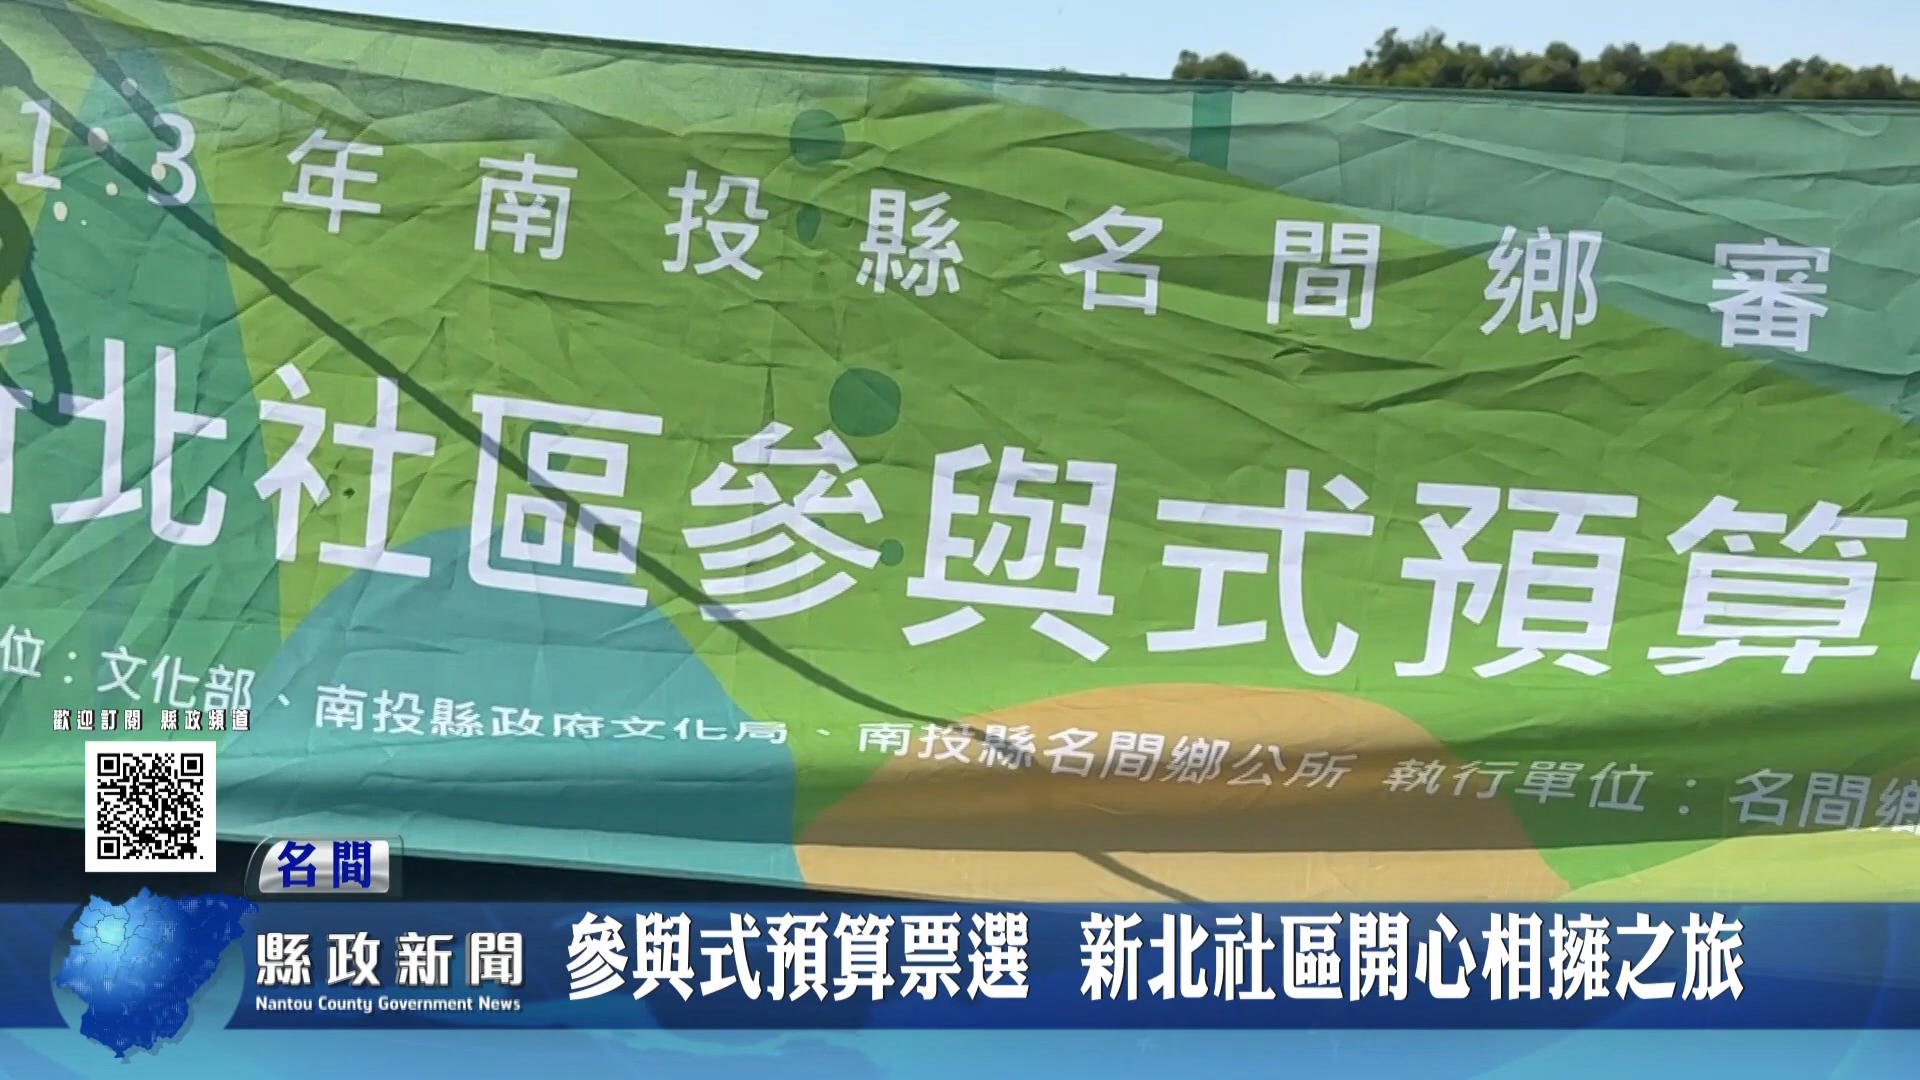 13年南投縣名間鄉審
北社區參與式預算
位：文化部、南投縣政府文化局、南投縣名間鄉公所 執行單位：名間鄉
歡迎訂閱 縣政頻道
名間
縣政新聞
Nantou County Government News
參與式預算票選 新北社區開心相擁之旅